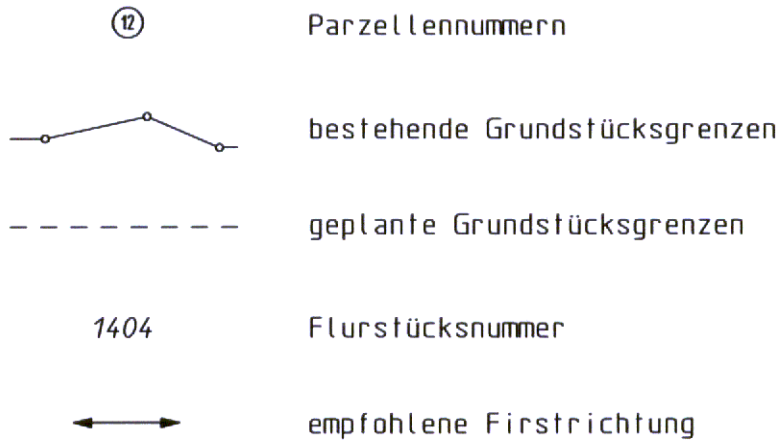 12 Parzellennummern
bestehende Grundstücksgrenzen
geplante Grundstücksgrenzen
1404 Flurstücksnummer
empfohlene Firstrichtung